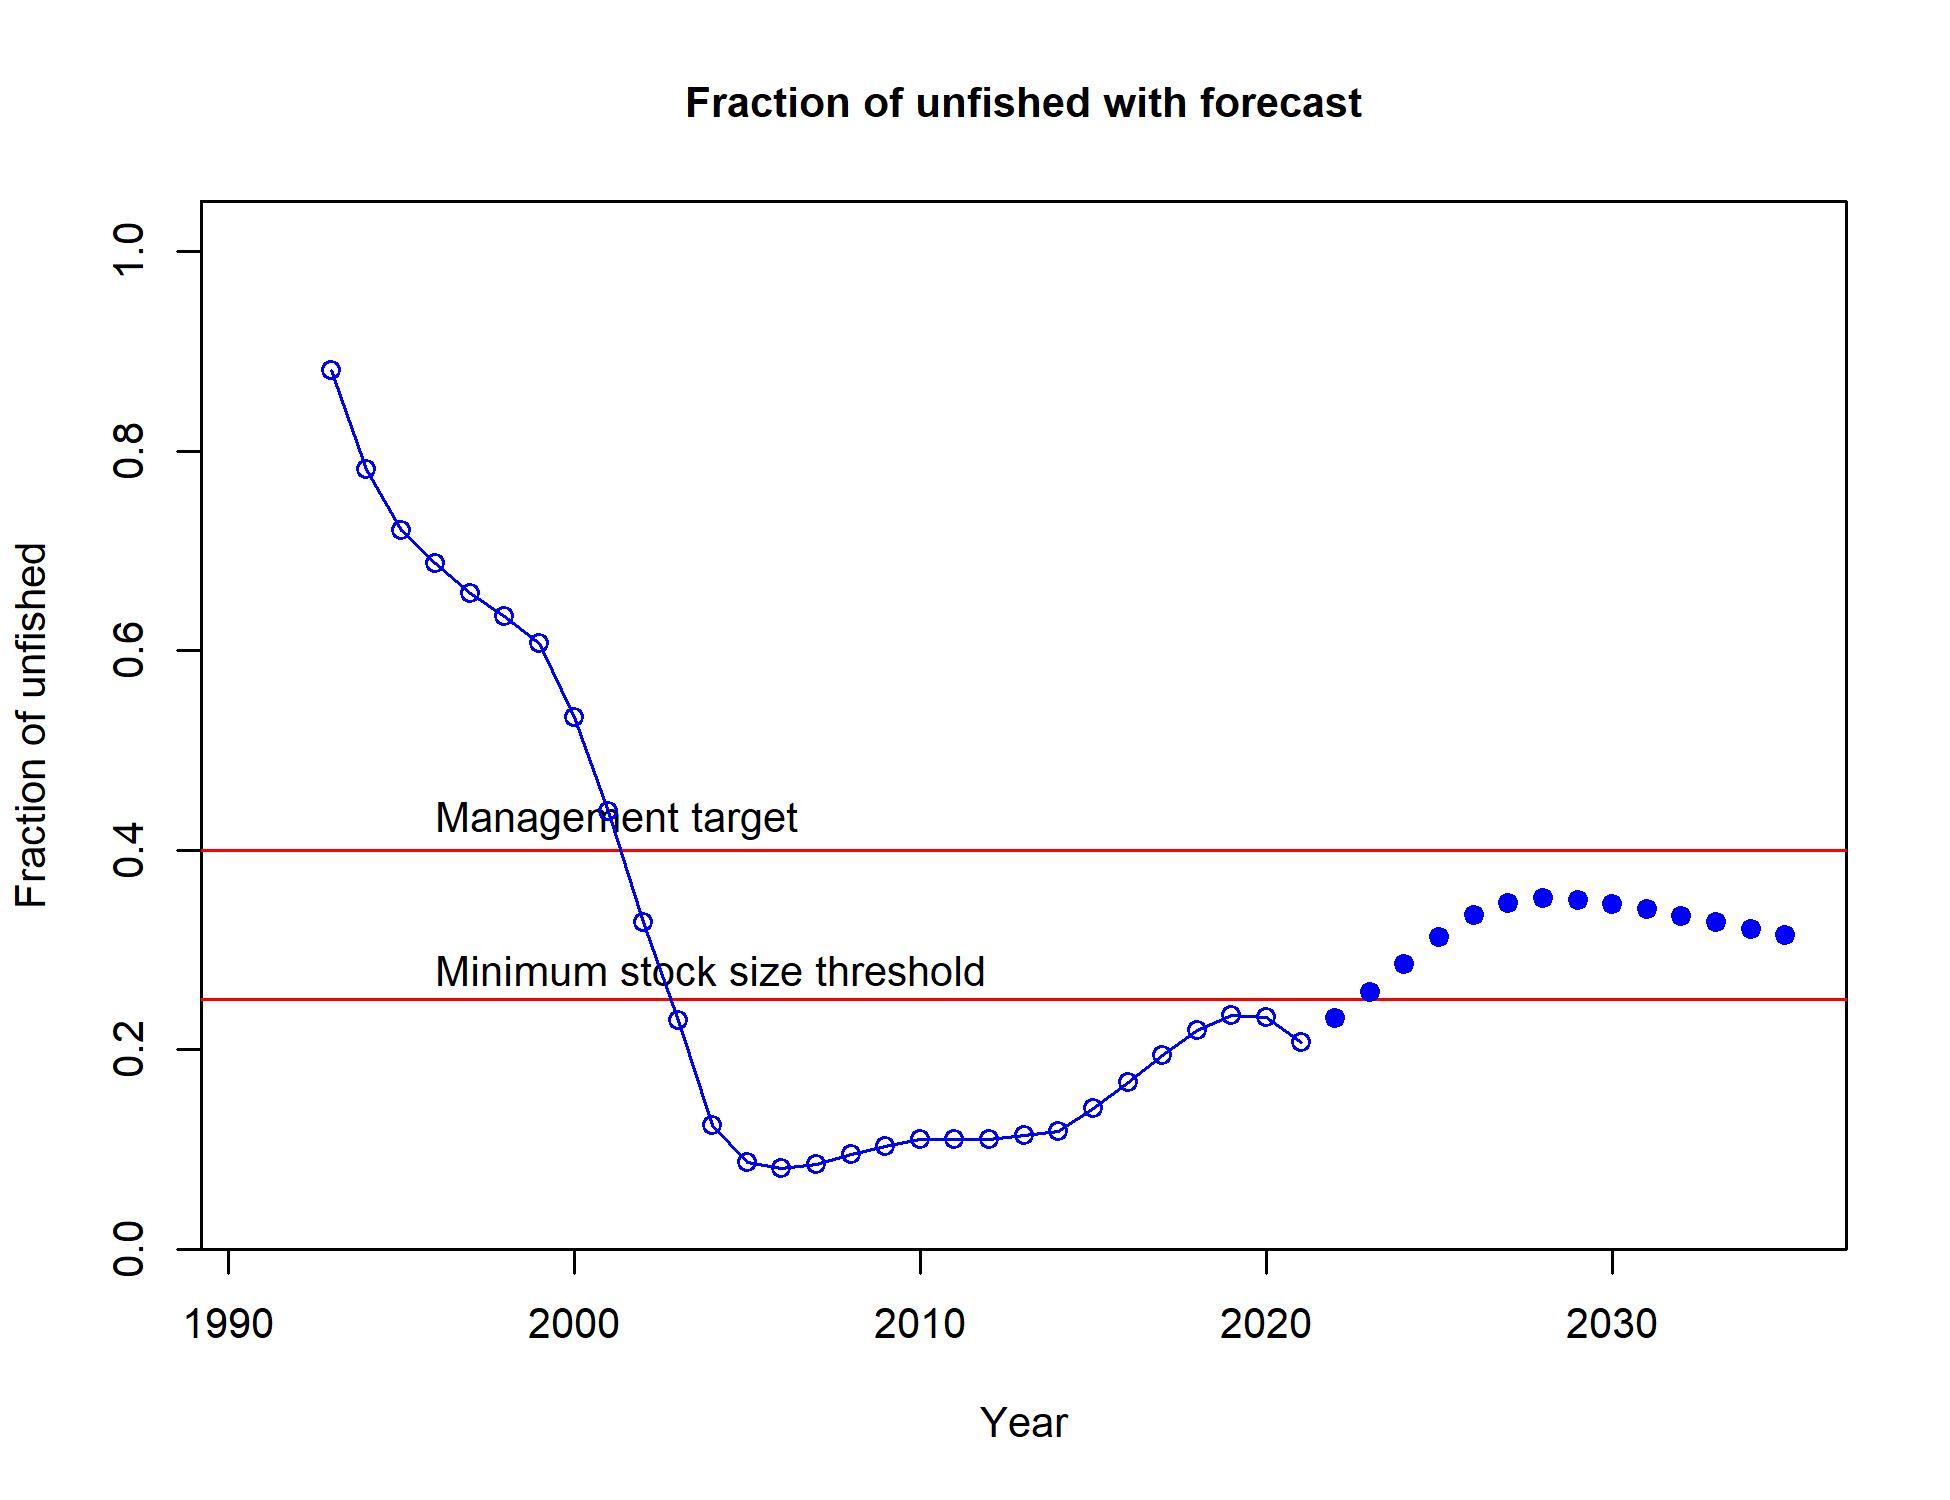 Fraction of unfished with forecast
Fraction of unfished
1.0
0.8
0.6
0.4
0.2
0.0
Management target
Minimum stock size threshold
1990 2000 2010 2020 2030
Year